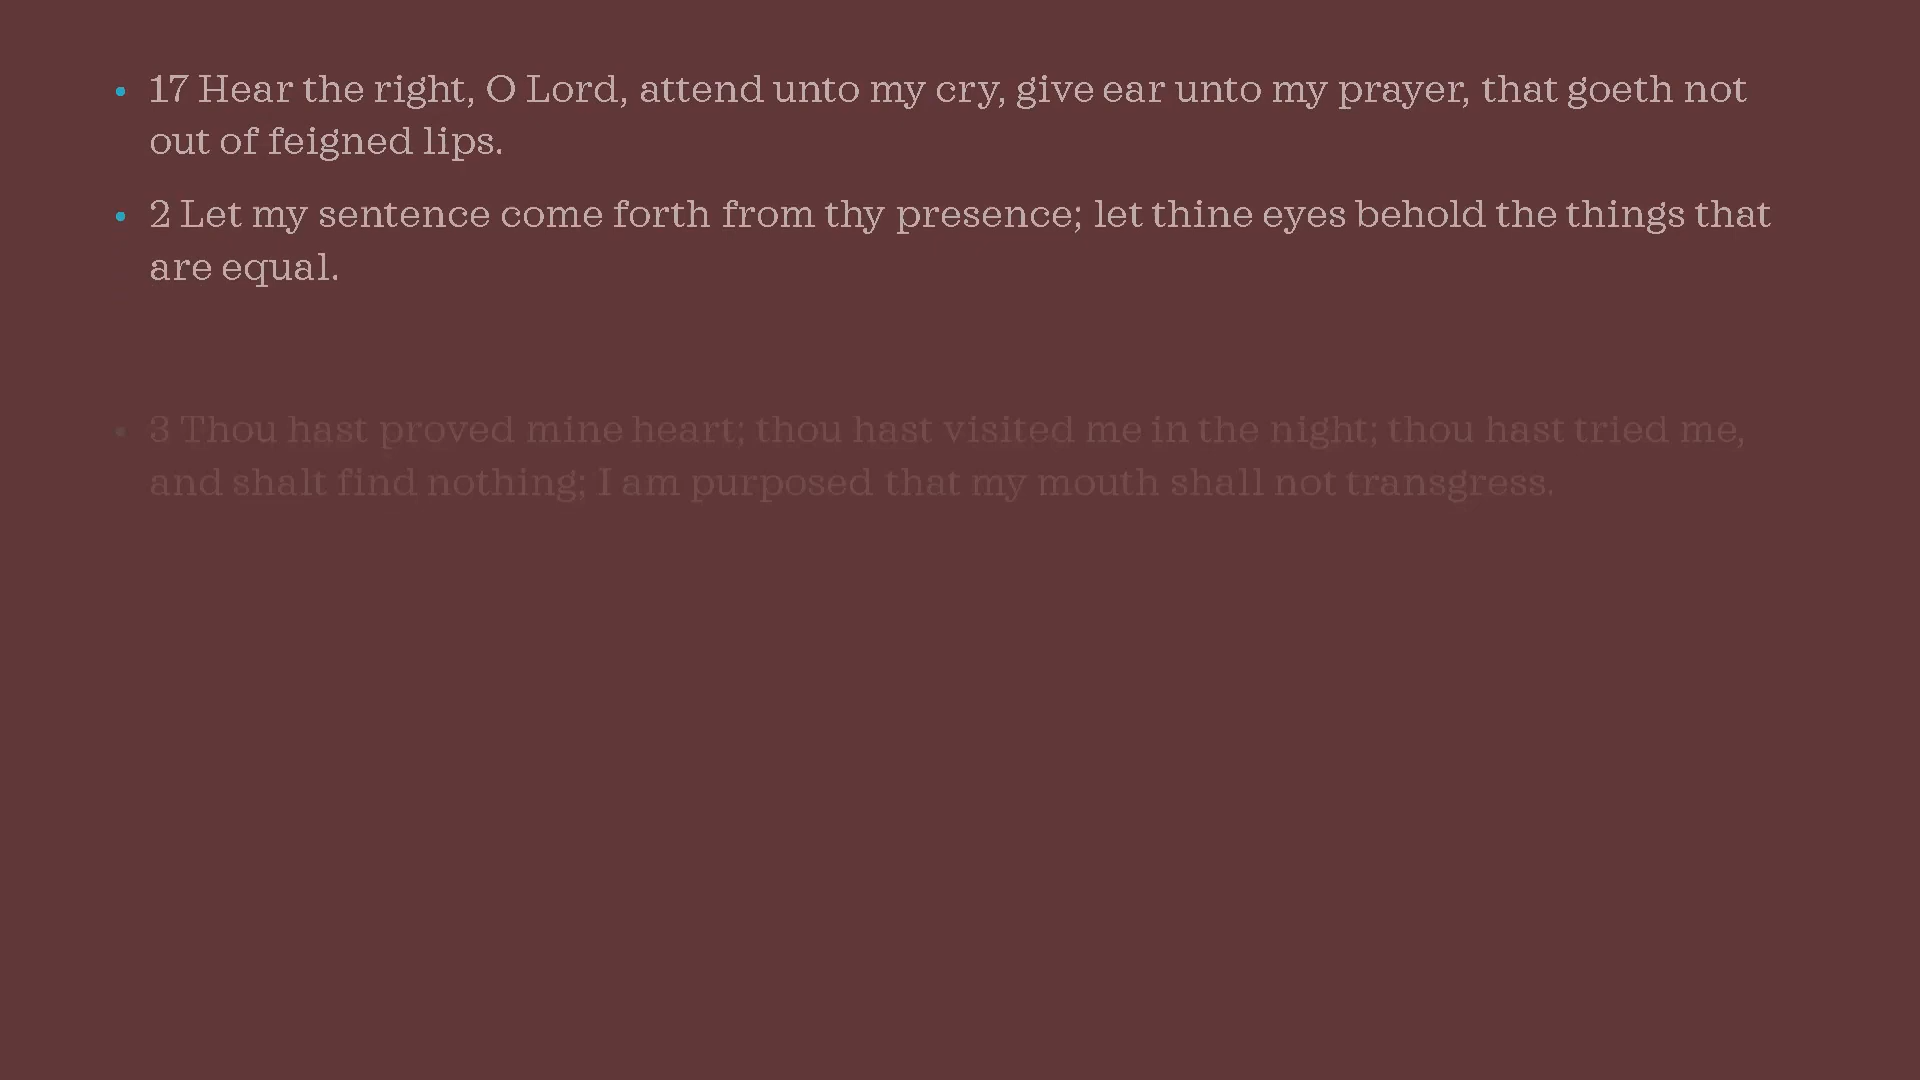 • 17 Hear the right, O Lord, attend unto my cry, give ear unto my prayer, that goeth not
out of feigned lips.
• 2 Let my sentence come forth from thy presence; let thine eyes behold the things that
are equal.
• 3 Thou hast proved mine heart; thou hast visited me in the night; thou hast tried me,
and shalt find nothing; I am purposed that my mouth shall not transgress.